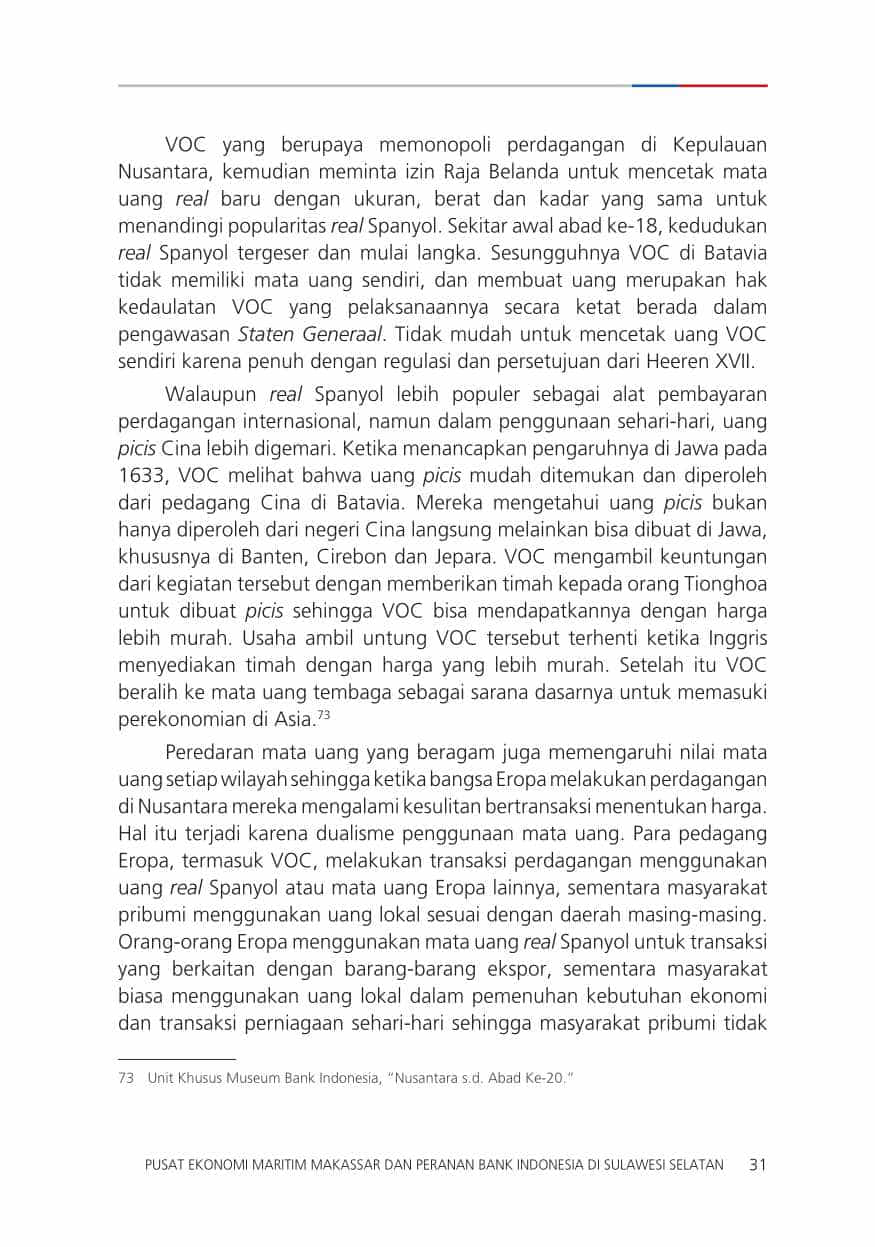 VOC yang berupaya memonopoli perdagangan di Kepulauan
Nusantara, kemudian meminta izin Raja Belanda untuk mencetak mata
uang real baru dengan ukuran, berat dan kadar yang sama untuk
menandingi popularitas real Spanyol. Sekitar awal abad ke-18, kedudukan
real Spanyol tergeser dan mulai langka. Sesungguhnya VOC di Batavia
tidak memiliki mata uang sendiri, dan membuat uang merupakan hak
kedaulatan VOC yang pelaksanaannya secara ketat berada dalam
pengawasan Staten Generaal. Tidak mudah untuk mencetak uang VOC
sendiri karena penuh dengan regulasi dan persetujuan dari Heeren XVII.
Walaupun real Spanyol lebih populer sebagai alat pembayaran
perdagangan internasional, namun dalam penggunaan sehari-hari, uang
picis Cina lebih digemari. Ketika menancapkan pengaruhnya di Jawa pada
1633, VOC melihat bahwa uang picis mudah ditemukan dan diperoleh
dari pedagang Cina di Batavia. Mereka mengetahui uang picis bukan
hanya diperoleh dari negeri Cina langsung melainkan bisa dibuat di Jawa,
khususnya di Banten, Cirebon dan Jepara. VOC mengambil keuntungan
dari kegiatan tersebut dengan memberikan timah kepada orang Tionghoa
untuk dibuat picis sehingga VOC bisa mendapatkannya dengan harga
lebih murah. Usaha ambil untung VOC tersebut terhenti ketika Inggris
menyediakan timah dengan harga yang lebih murah. Setelah itu VOC
beralih ke mata uang tembaga sebagai sarana dasarnya untuk memasuki
perekonomian di Asia.73
Peredaran mata uang yang beragam juga memengaruhi nilai mata
uang setiap wilayah sehingga ketika bangsa Eropa melakukan perdagangan
di Nusantara mereka mengalami kesulitan bertransaksi menentukan harga.
Hal itu terjadi karena dualisme penggunaan mata uang. Para pedagang
Eropa, termasuk VOC, melakukan transaksi perdagangan menggunakan
uang real Spanyol atau mata uang Eropa lainnya, sementara masyarakat
pribumi menggunakan uang lokal sesuai dengan daerah masing-masing.
Orang-orang Eropa menggunakan mata uang real Spanyol untuk transaksi
yang berkaitan dengan barang-barang ekspor, sementara masyarakat
biasa menggunakan uang lokal dalam pemenuhan kebutuhan ekonomi
dan transaksi perniagaan sehari-hari sehingga masyarakat pribumi tidak
73 Unit Khusus Museum Bank Indonesia, “Nusantara s.d. Abad Ke-20.”
PUSAT EKONOMI MARITIM MAKASSAR DAN PERANAN BANK INDONESIA DI SULAWESI SELATAN 31